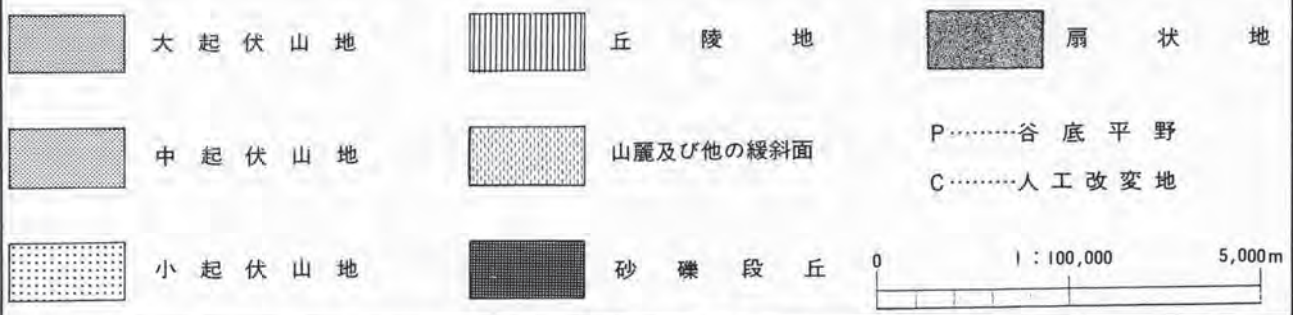 大起伏山地
丘陵地
扇状地
中起伏山地
山麗及び他の緩斜面
P………谷底平野
C………人工改変地
小起伏山地
砂礫段丘
0 1:100,000 5,000m